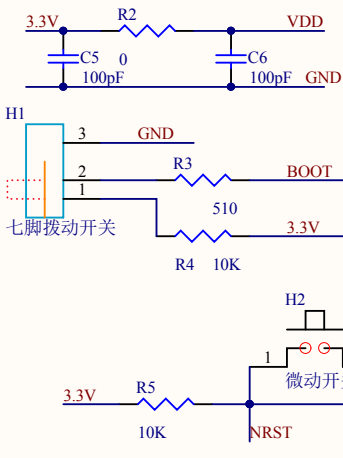 R2
3.3V
VDD
C5
0
C6
100pF
100pF
GND
H1
3
GND
2
R3
BOOT
1
510
七脚拨动开关
3.3V
R4
10K
H2
1
微动开
3.3V
R5
10K
NRST